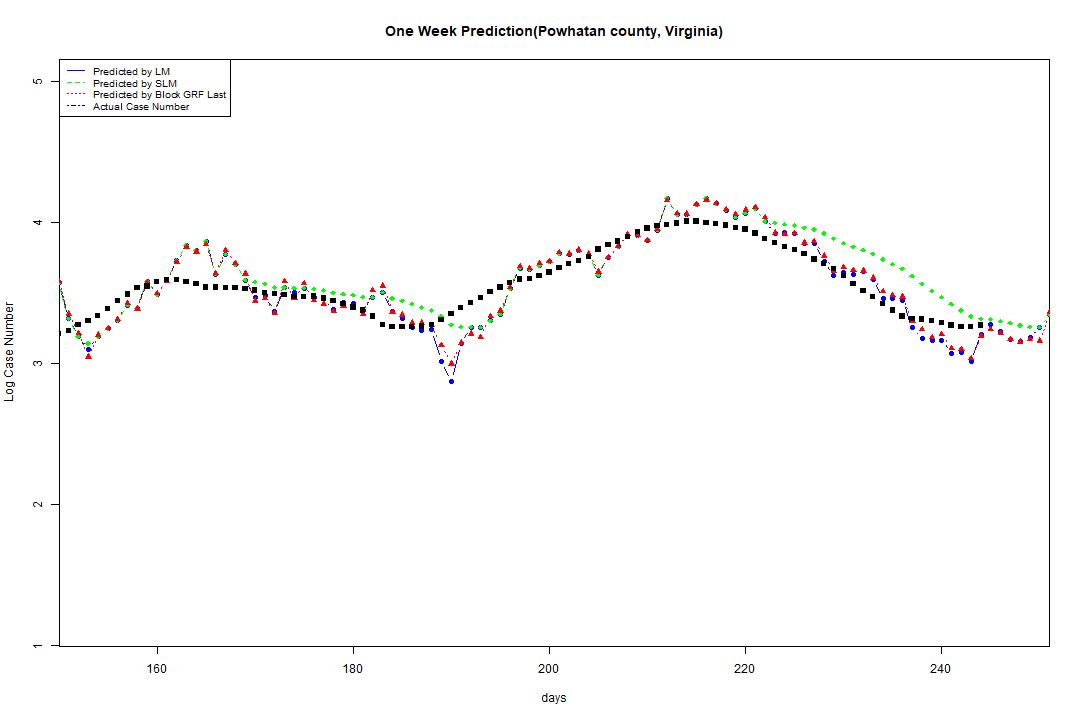 One Week Prediction(Powhatan county, Virginia)
Predicted by LM
Predicted by SLM
Predicted by Block GRF Last
Actual Case Number
5
4
3
2
1
Log Case Number
160 180 200 220 240
days